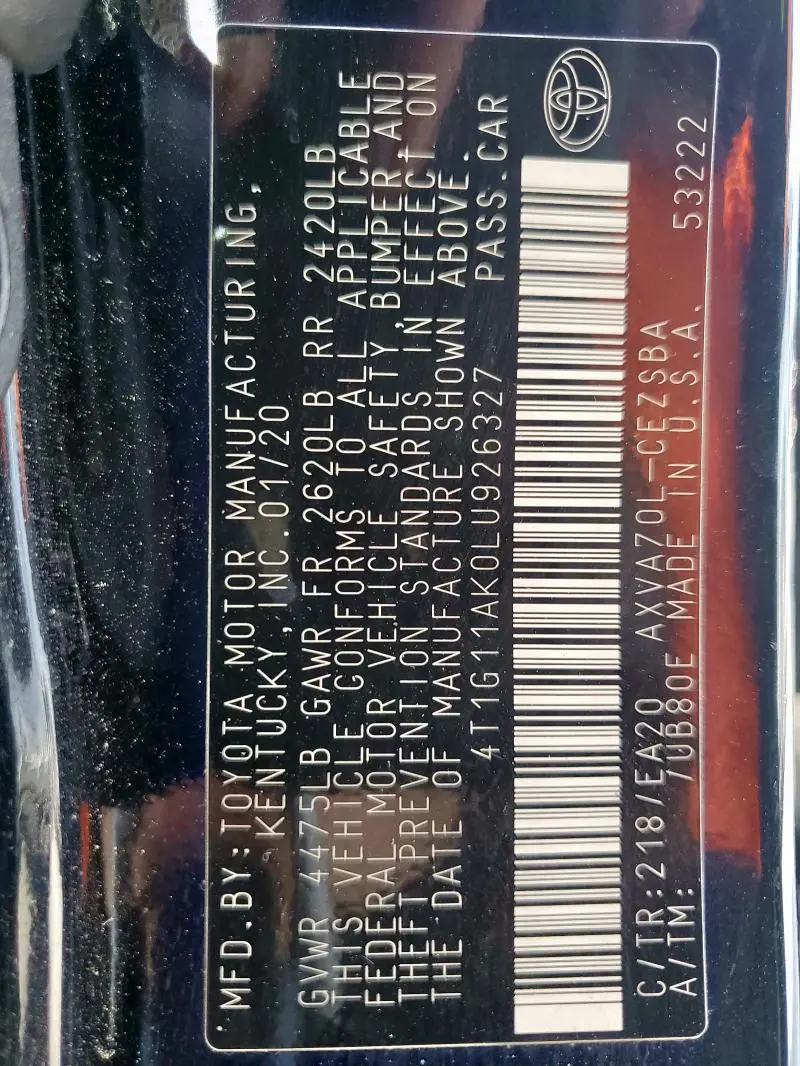 MFD.BY:TOYOTA MOTOR MANUFACTURING,
KENTUCKY,INC.01/20
GVWR 4475LB GAWR FR 2620LB RR 2420LB
THIS VEHICLE CONFORMS TO ALL APPLICABLE
FEDERAL MOTOR VEHICLE SAFETY,BUMPER,AND
THEFT PREVENTION STANDARDS IN EFFECT ON
THE DATE OF MANUFACTURE SHOWN ABOVE.
4T1G11AK0LU926327 PASS.CAR
C/TR:218/EA20 AXVA70L-CEZSBA
A/TM: /UB80E MADE IN U.S.A. 53222